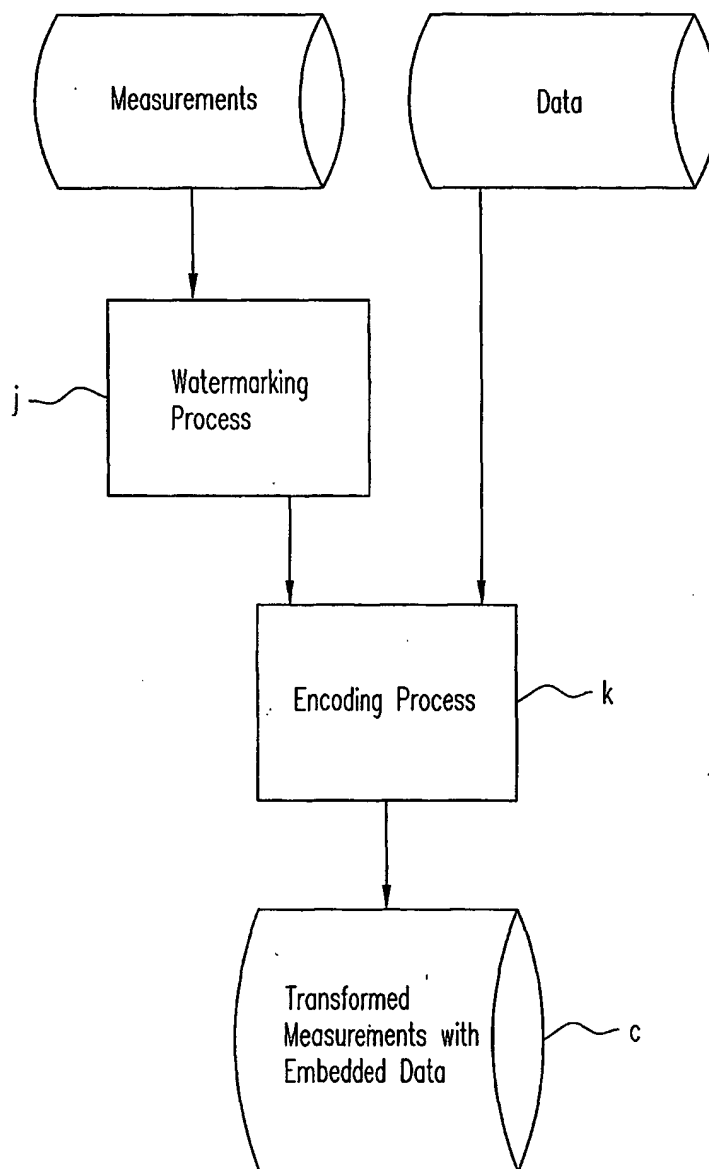 Measurements
Data
Watermarking
Process
j
Encoding Process
k
Transformed
Measurements with
Embedded Data
c